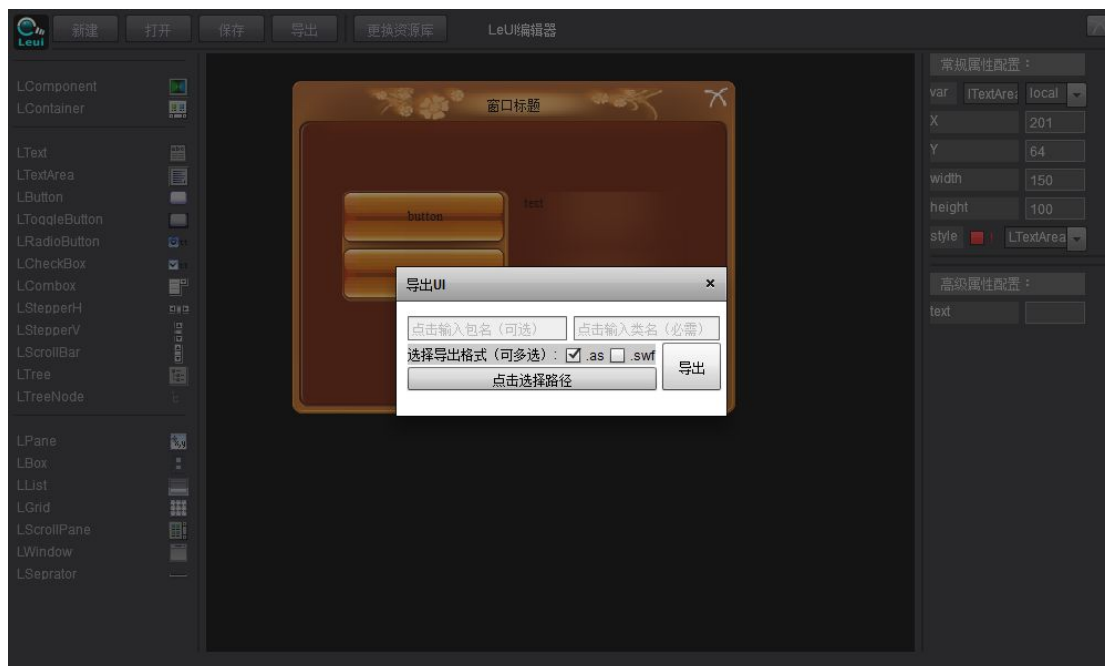 Leui 新建 打开 保存 导出 更换资源库 LeUI编辑器
LComponent
LContainer
LText
LTextArea
LButton
LToggleButton
LRadioButton
LCheckBox
LCombox
LStepperH
LStepperV
LScrollBar
LTree
LTreeNode
LPane
LBox
LList
LGrid
LScrollPane
LWindow
LSeprator
窗口标题
button
test
导出UI ×
点击输入包名（可选） 点击输入类名（必需）
选择导出格式（可多选）: .as .swf
导出
点击选择路径
常规属性配置：
var lTextArea local
X 201
Y 64
width 150
height 100
style LTextArea
高级属性配置：
text